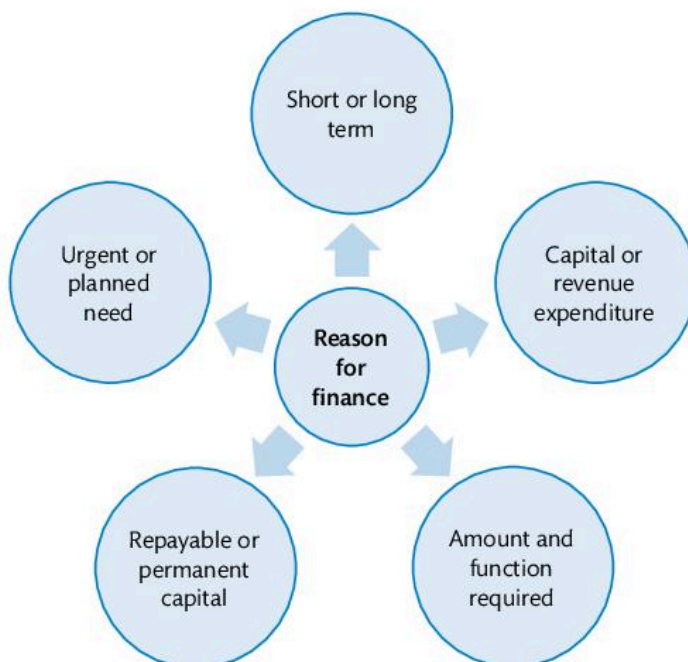 Short or long
term
Urgent or
planned
need
Capital or
revenue
expenditure
Reason
for
finance
Repayable or
permanent
capital
Amount and
function
required